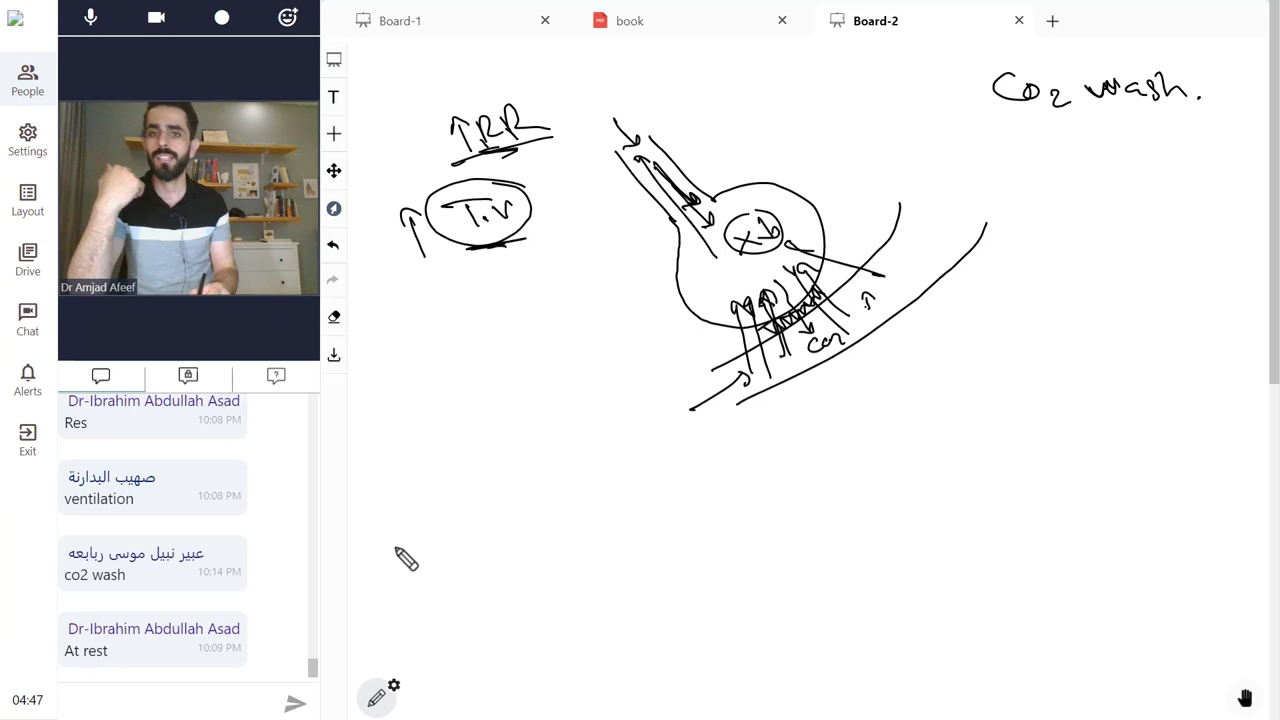 Board-1
book
Board-2
People
Settings
Layout
Drive
Chat
Alerts
Exit
04:47
Dr Amjad Afeef
Dr-Ibrahim Abdullah Asad
Res
10:08 PM
صهيب البدارنة
ventilation
10:08 PM
عبير نبيل موسى ربابعه
co2 wash
10:14 PM
Dr-Ibrahim Abdullah Asad
At rest
10:09 PM
T
CO2 wash.
↑RR
↑ T.V
X↓
CO2